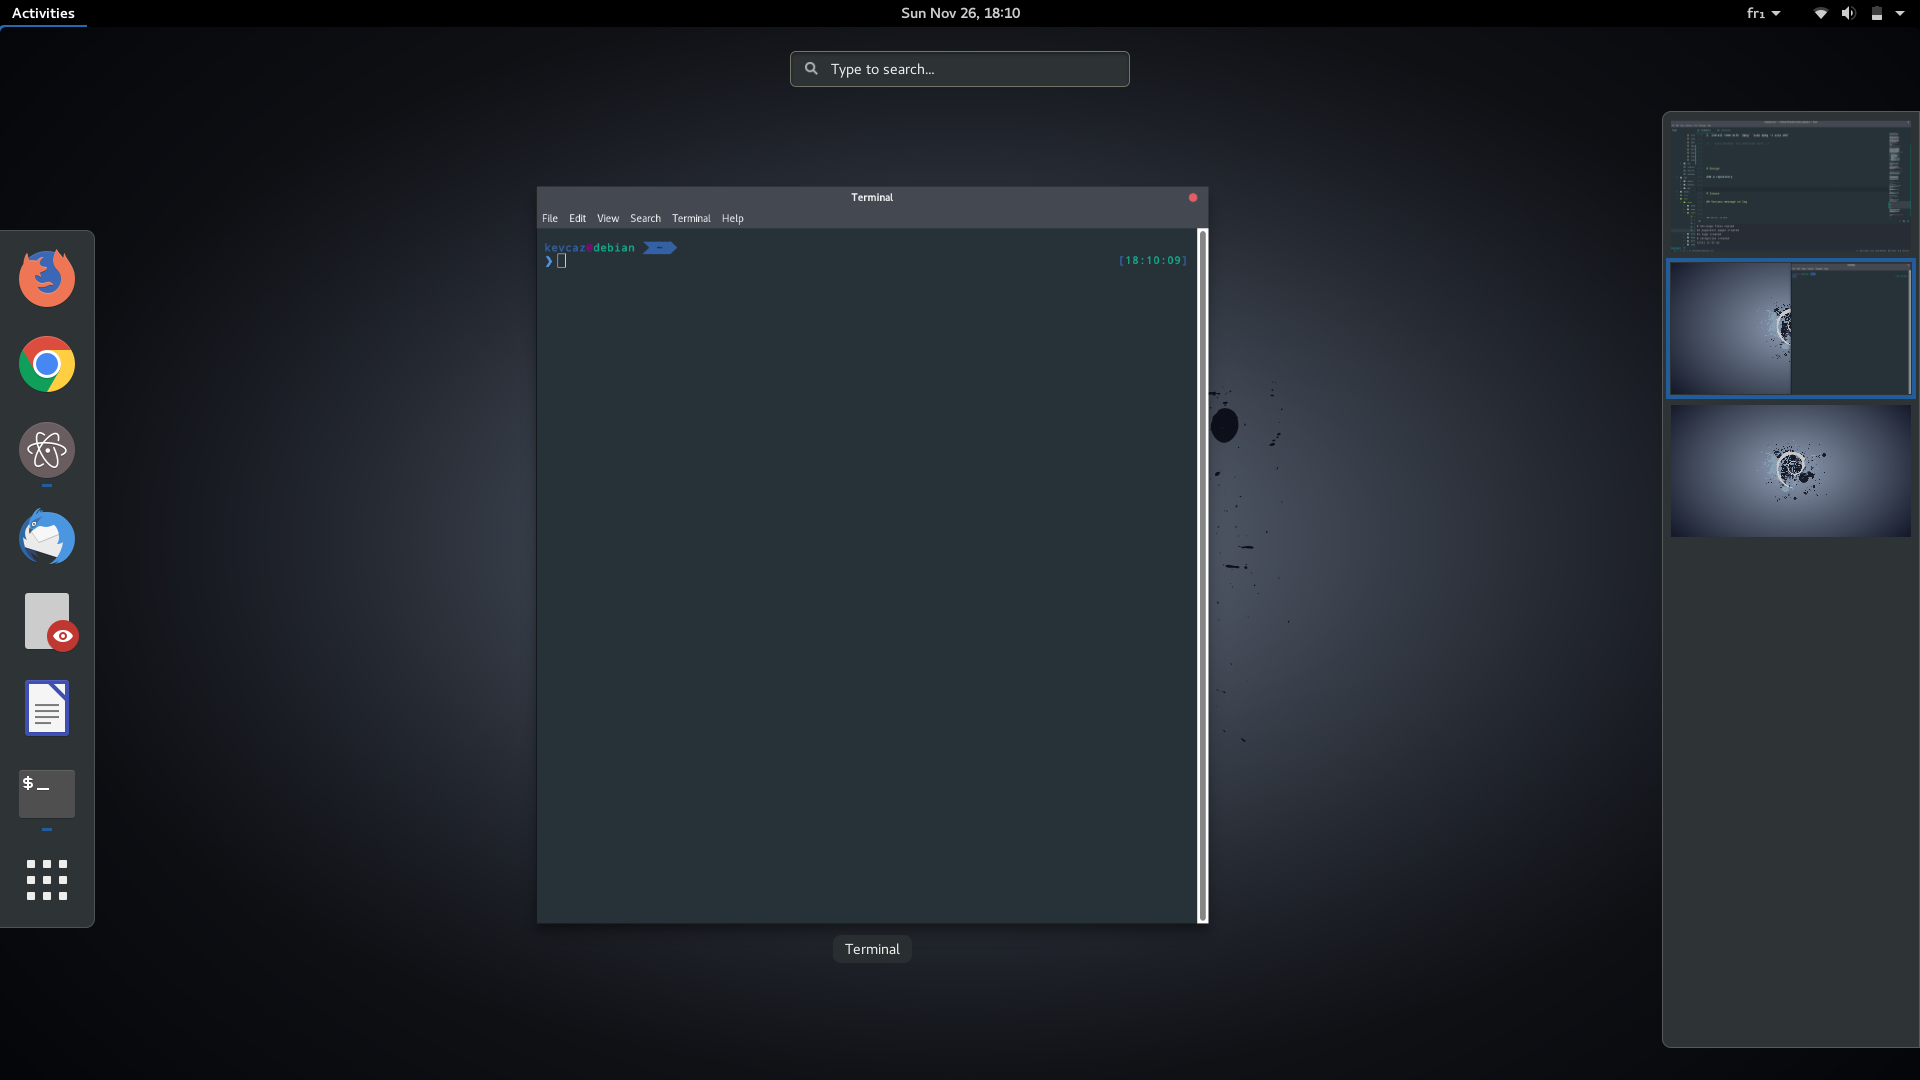 Activities
Sun Nov 26, 18:10
fr₁
Type to search...
Terminal
File Edit View Search Terminal Help
kevcaz@debian ~
❯ [18:10:09]
$_
Terminal